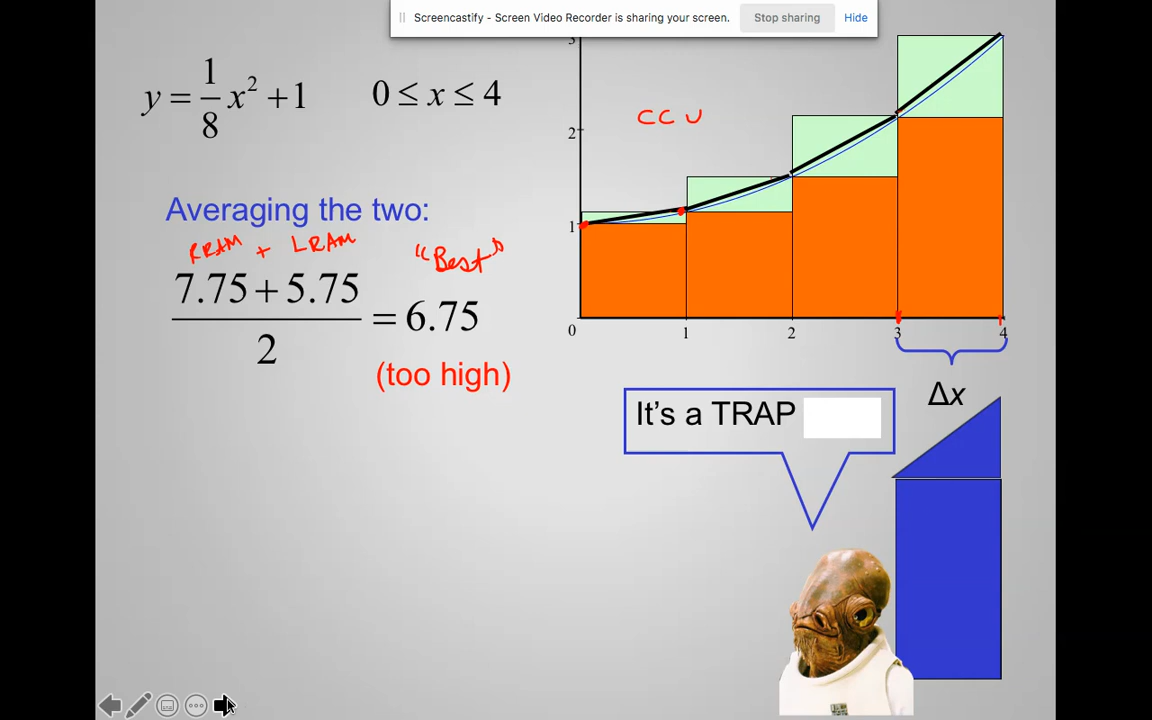 Screencastify - Screen Video Recorder is sharing your screen. Stop sharing Hide
y = 1/8 x² + 1 0 ≤ x ≤ 4
3
CC U
2
Averaging the two:
RRAM + LRAM "Best"
1
7.75 + 5.75
= 6.75
2
0 1 2 3 4
(too high)
Δx
It's a TRAP